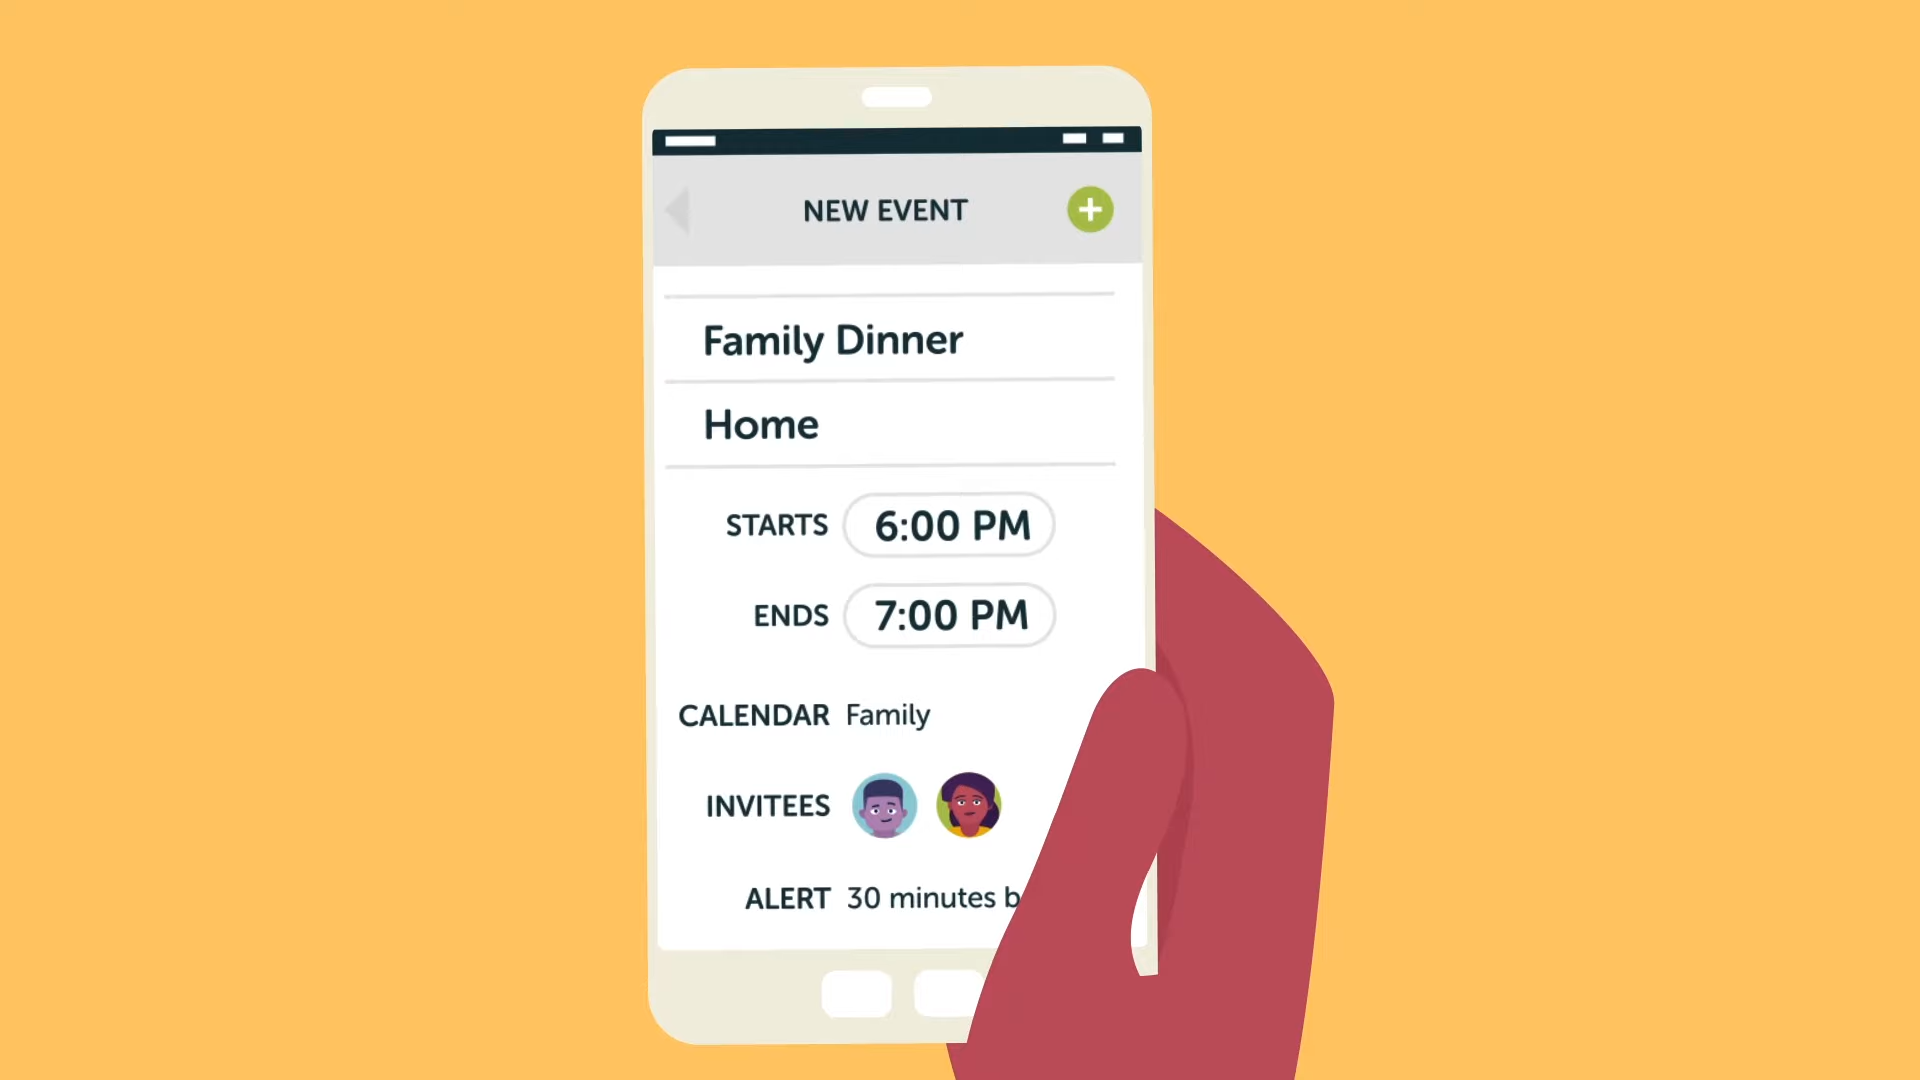 NEW EVENT
Family Dinner
Home
STARTS 6:00 PM
ENDS 7:00 PM
CALENDAR Family
INVITEES
ALERT 30 minutes